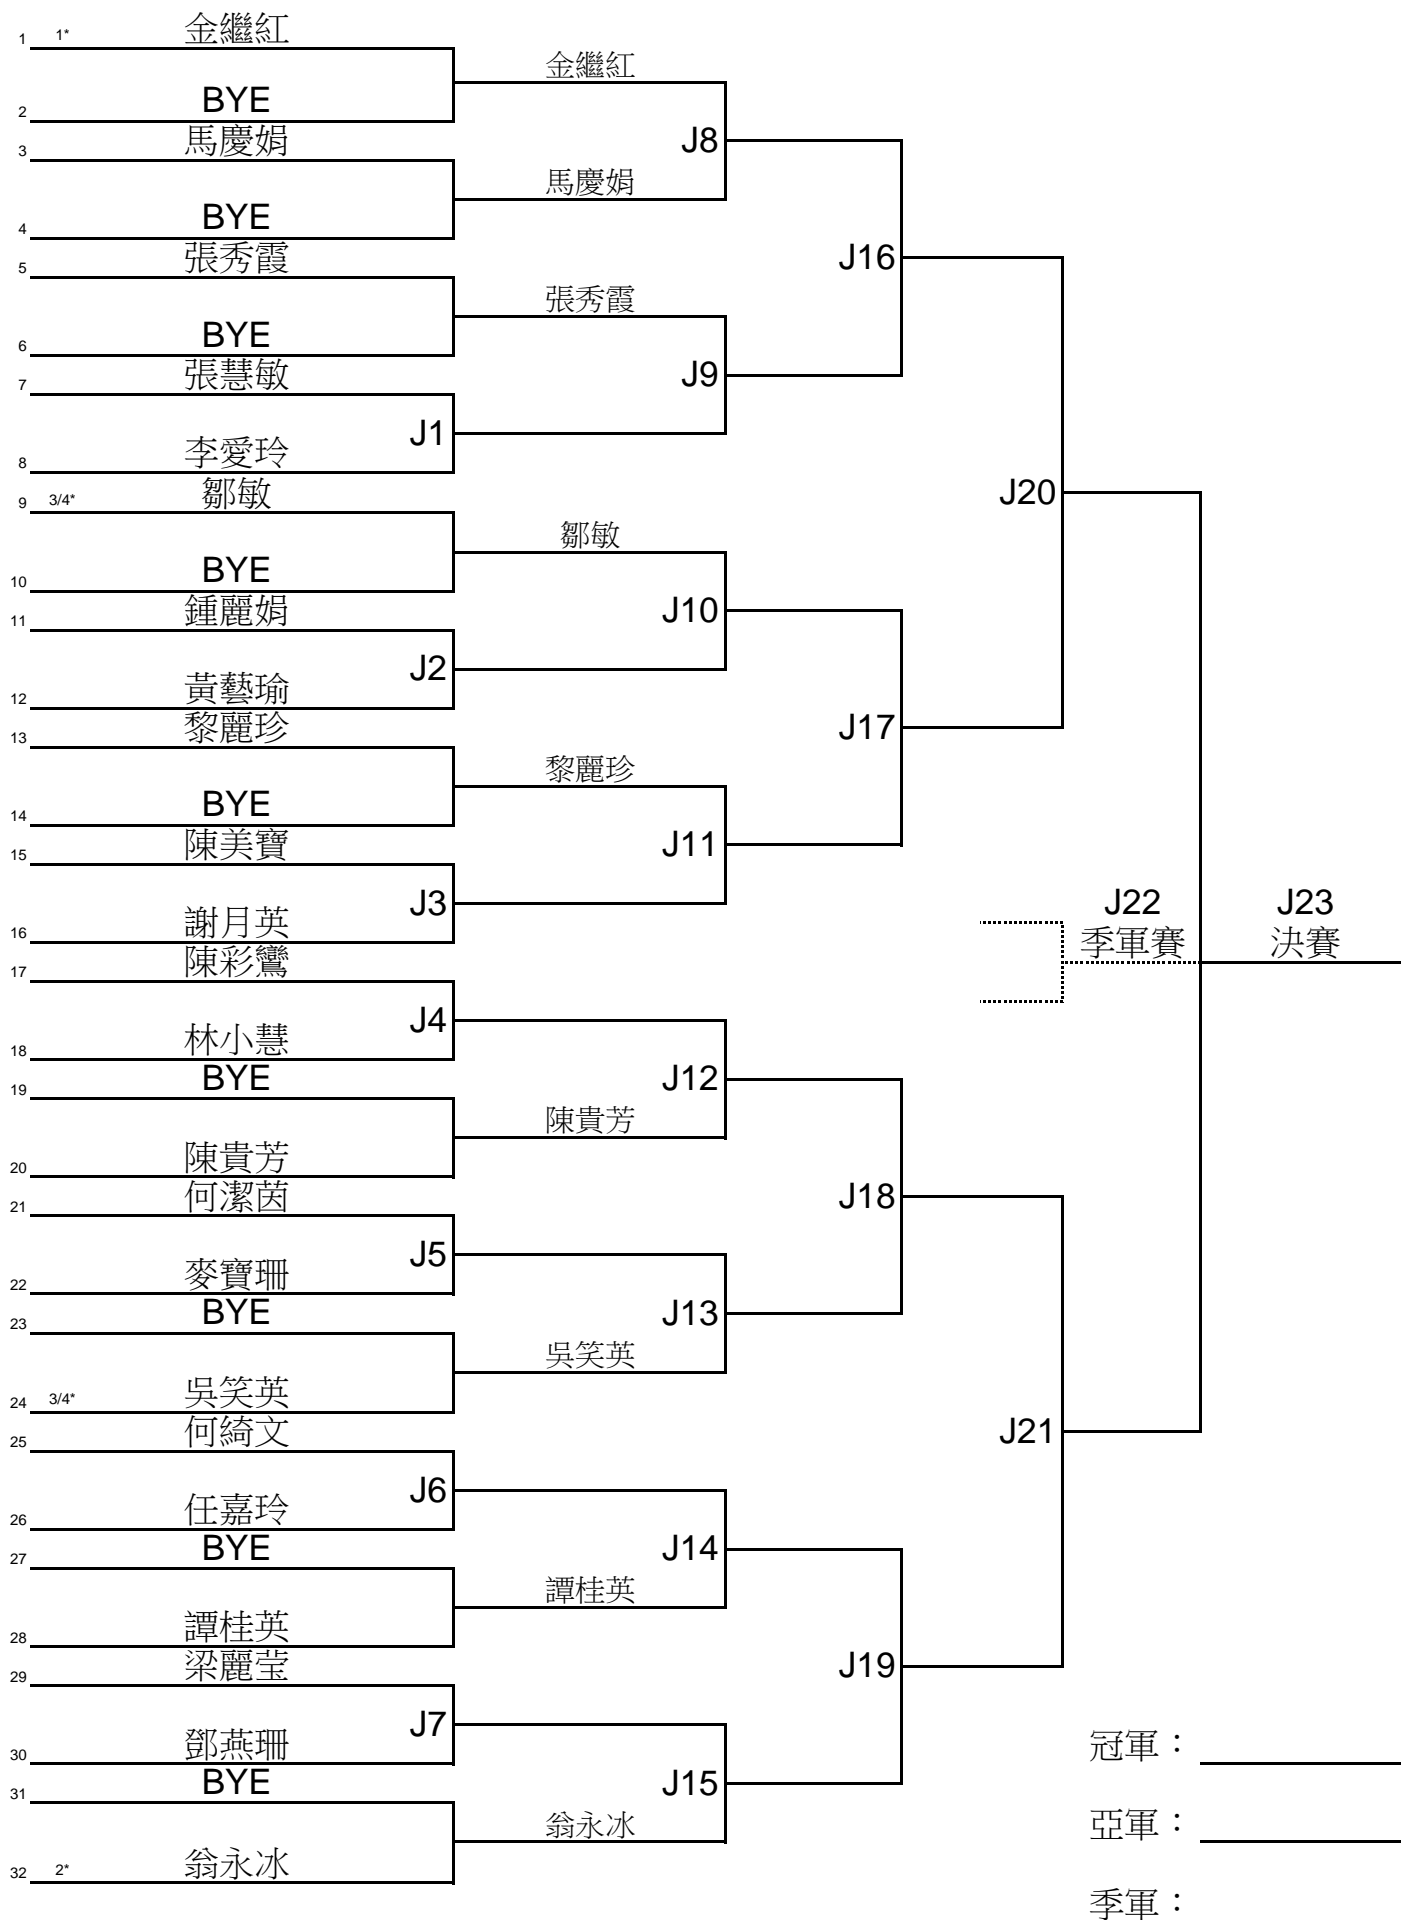 1 1* 金繼紅
金繼紅
2 BYE
J8
3 馬慶娟
馬慶娟
4 BYE
J16
5 張秀霞
張秀霞
6 BYE
J9
7 張慧敏
J1
8 李愛玲
9 3/4* 鄒敏
J20
鄒敏
10 BYE
J10
11 鍾麗娟
J2
12 黃藝瑜
J17
13 黎麗珍
黎麗珍
14 BYE
J11
15 陳美寶
J3
J22 J23
16 謝月英
季軍賽 決賽
17 陳彩鸞
J4
18 林小慧
J12
19 BYE
陳貴芳
20 陳貴芳
J18
21 何潔茵
J5
22 麥寶珊
J13
23 BYE
吳笑英
24 3/4* 吳笑英
J21
25 何綺文
J6
26 任嘉玲
J14
27 BYE
譚桂英
28 譚桂英
J19
29 梁麗莹
J7
30 鄧燕珊
冠軍：
31 BYE
J15
翁永冰
亞軍：
32 2* 翁永冰
季軍：